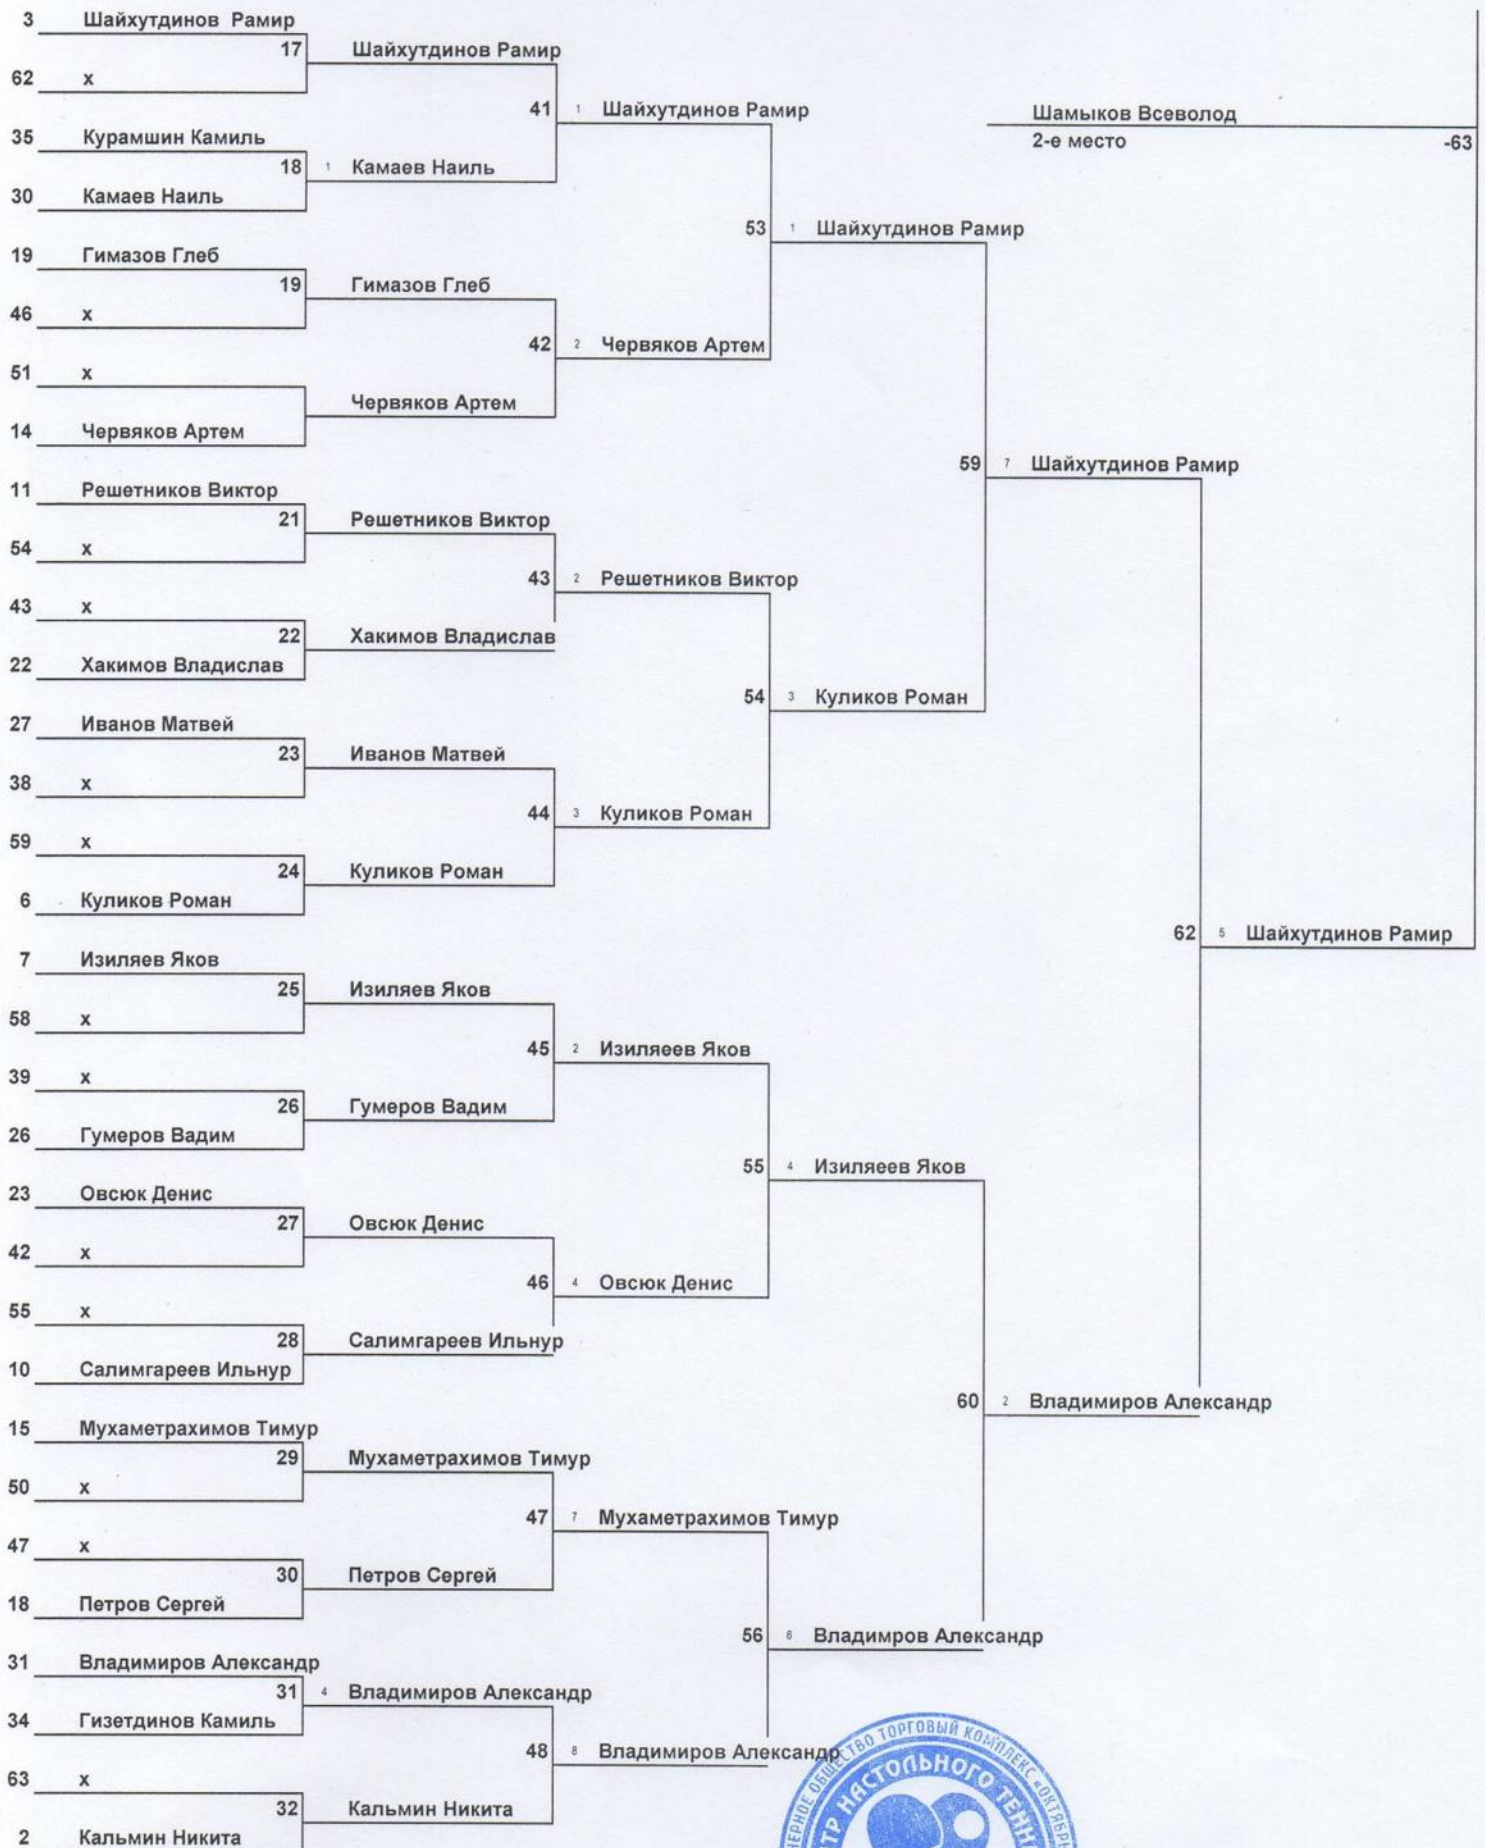 3 Шайхутдинов Рамир
17 Шайхутдинов Рамир
62 х
41 1 Шайхутдинов Рамир
Шамыков Всеволод
2-е место -63
35 Курамшин Камиль
18 1 Камаев Наиль
30 Камаев Наиль
53 1 Шайхутдинов Рамир
19 Гимазов Глеб
19 Гимазов Глеб
46 х
42 2 Червяков Артем
51 х
Червяков Артем
14 Червяков Артем
59 7 Шайхутдинов Рамир
11 Решетников Виктор
21 Решетников Виктор
54 х
43 2 Решетников Виктор
43 х
22 Хакимов Владислав
22 Хакимов Владислав
54 3 Куликов Роман
27 Иванов Матвей
23 Иванов Матвей
38 х
44 3 Куликов Роман
59 х
24 Куликов Роман
6 Куликов Роман
62 5 Шайхутдинов Рамир
7 Изиляев Яков
25 Изиляев Яков
58 х
45 2 Изиляеев Яков
39 х
26 Гумеров Вадим
26 Гумеров Вадим
55 4 Изиляеев Яков
23 Овсюк Денис
27 Овсюк Денис
42 х
46 4 Овсюк Денис
55 х
28 Салимгареев Ильнур
10 Салимгареев Ильнур
60 2 Владимиров Александр
15 Мухаметрахимов Тимур
29 Мухаметрахимов Тимур
50 х
47 7 Мухаметрахимов Тимур
47 х
30 Петров Сергей
18 Петров Сергей
56 6 Владимров Александр
31 Владимиров Александр
31 4 Владимиров Александр
34 Гизетдинов Камиль
48 8 Владимиров Александр
63 х
32 Кальмин Никита
2 Кальмин Никита
ОБЩЕСТВО ТОРГОВЫЙ КОМПЛЕКС
НАСТОЛЬНОГО